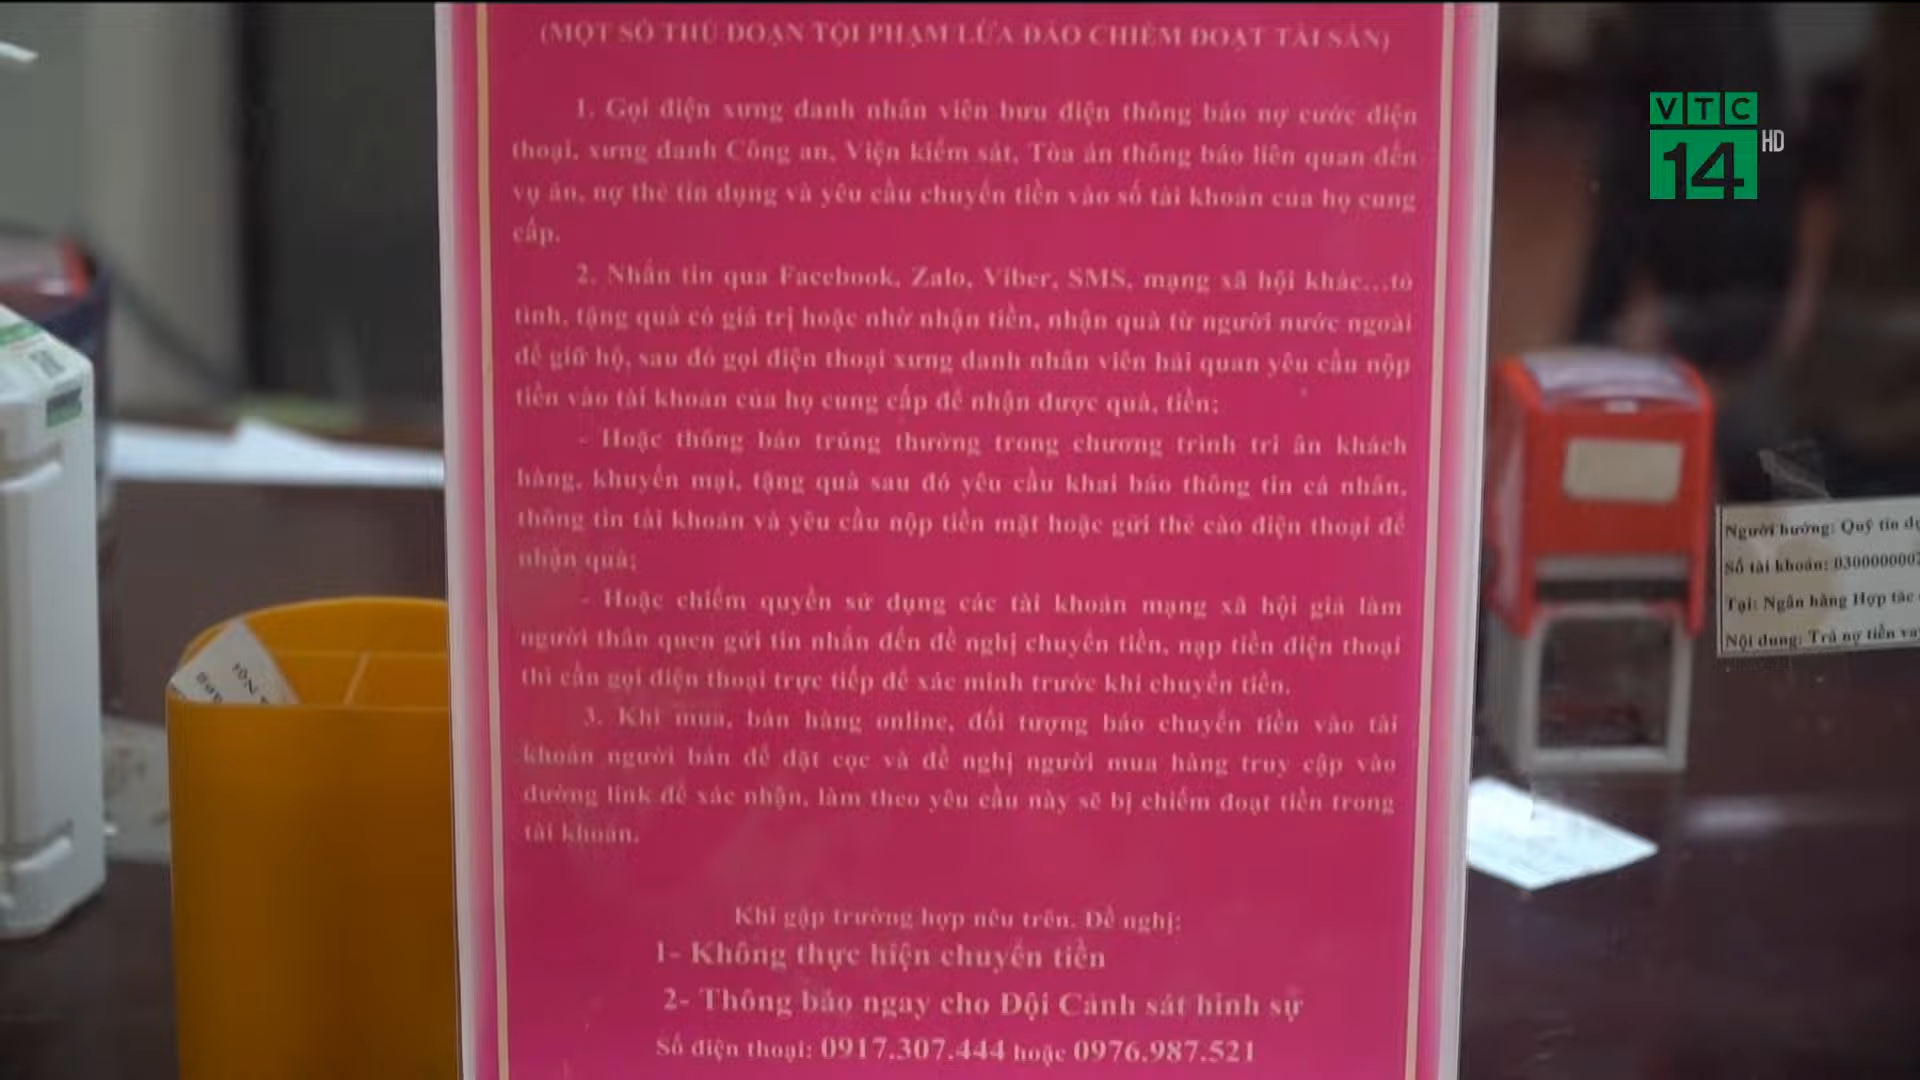 (MỘT SỐ THỦ ĐOẠN TỘI PHẠM LỪA ĐẢO CHIẾM ĐOẠT TÀI SẢN)
1. Gọi điện xưng danh nhân viên bưu điện thông báo nợ cước điện
thoại, xưng danh Công an, Viện kiểm sát, Tòa án thông báo liên quan đến
vụ án, nợ thẻ tín dụng và yêu cầu chuyển tiền vào số tài khoản của họ cung
cấp.
2. Nhắn tin qua Facebook, Zalo, Viber, SMS, mạng xã hội khác...tỏ
tình, tặng quà có giá trị hoặc nhờ nhận tiền, nhận quà từ người nước ngoài
để giữ hộ, sau đó gọi điện thoại xưng danh nhân viên hải quan yêu cầu nộp
tiền vào tài khoản của họ cung cấp để nhận được quà, tiền;
- Hoặc thông báo trúng thưởng trong chương trình tri ân khách
hàng, khuyến mại, tặng quà sau đó yêu cầu khai báo thông tin cá nhân,
thông tin tài khoản và yêu cầu nộp tiền mặt hoặc gửi thẻ cào điện thoại để
nhận quà;
- Hoặc chiếm quyền sử dụng các tài khoản mạng xã hội giả làm
người thân quen gửi tin nhắn đến đề nghị chuyển tiền, nạp tiền điện thoại
thì cần gọi điện thoại trực tiếp để xác minh trước khi chuyển tiền.
3. Khi mua, bán hàng online, đối tượng báo chuyển tiền vào tài
khoản người bán để đặt cọc và đề nghị người mua hàng truy cập vào
đường link để xác nhận, làm theo yêu cầu này sẽ bị chiếm đoạt tiền trong
tài khoản.
Khi gặp trường hợp nêu trên. Đề nghị:
1- Không thực hiện chuyển tiền
2- Thông báo ngay cho Đội Cảnh sát hình sự
Số điện thoại: 0917.307.444 hoặc 0976.987.521
VTC
14 HD
Người hưởng: Quỹ tín
Số tài khoản:
Tại: Ngân hàng Hợp tác
Nội dung: Trả nợ tiền